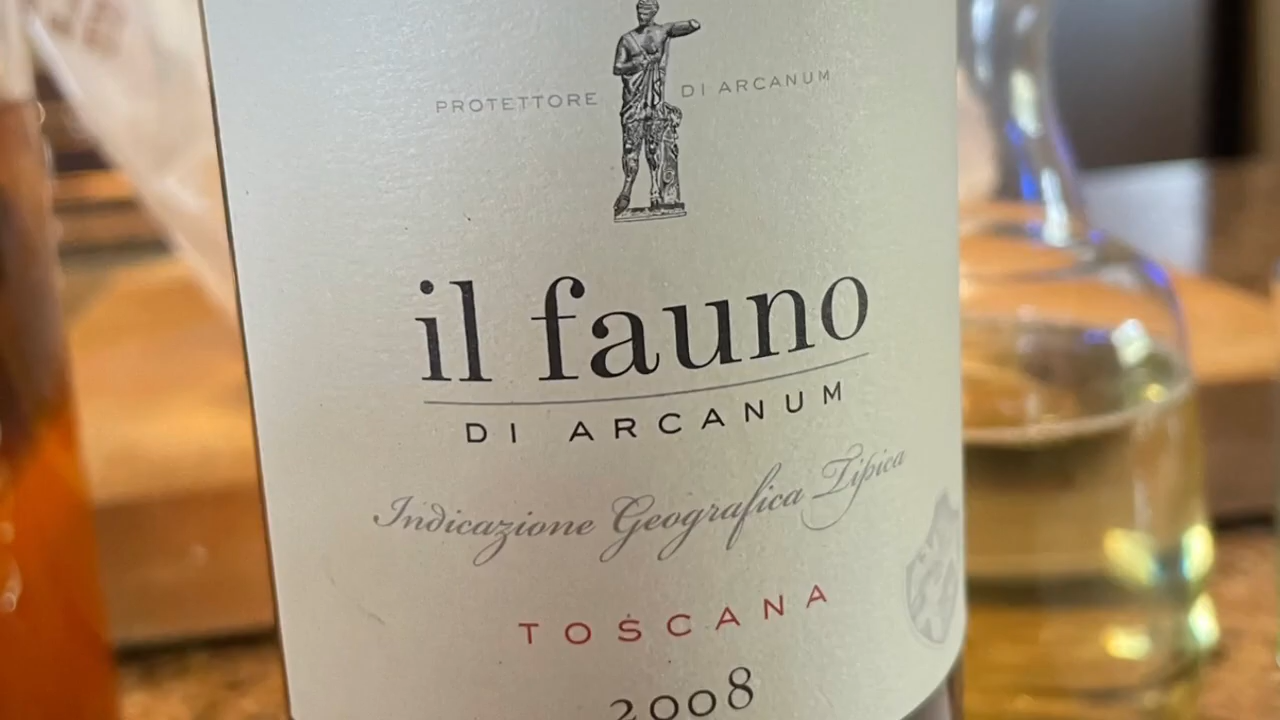 PROTETTORE DI ARCANUM
il fauno
DI ARCANUM
Indicazione Geografica Tipica
TOSCANA
2008